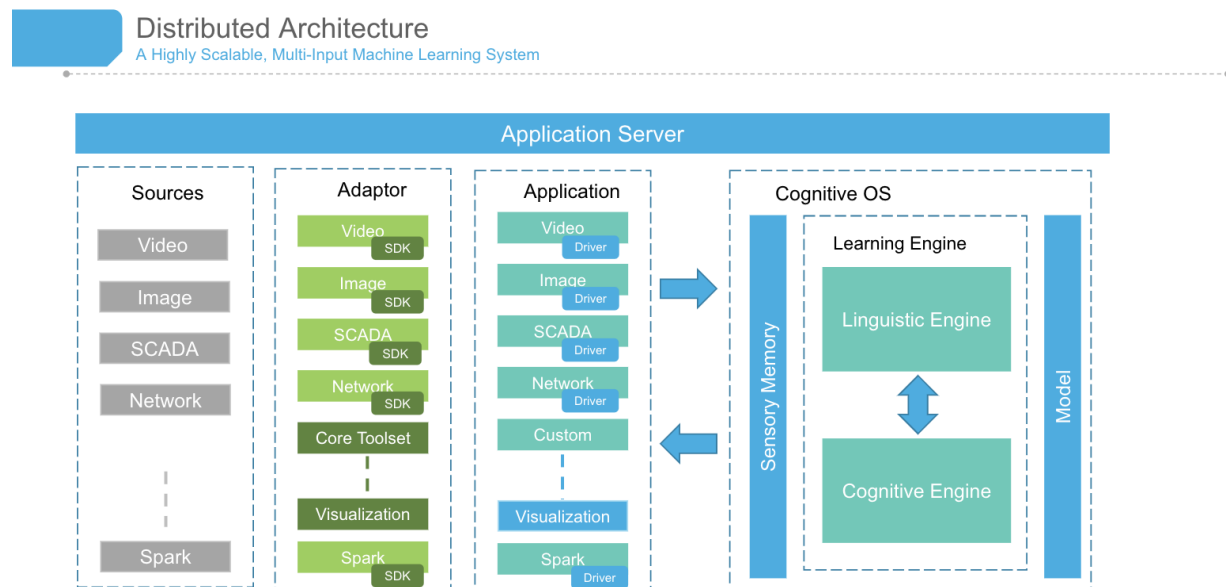 Distributed Architecture
A Highly Scalable, Multi-Input Machine Learning System
Application Server
Sources
Video
Image
SCADA
Network
Spark
Adaptor
Video
SDK
Image
SDK
SCADA
SDK
Network
SDK
Core Toolset
Visualization
Spark
SDK
Application
Video
Driver
Image
Driver
SCADA
Driver
Network
Driver
Custom
Visualization
Spark
Driver
Cognitive OS
Sensory Memory
Learning Engine
Linguistic Engine
Cognitive Engine
Model